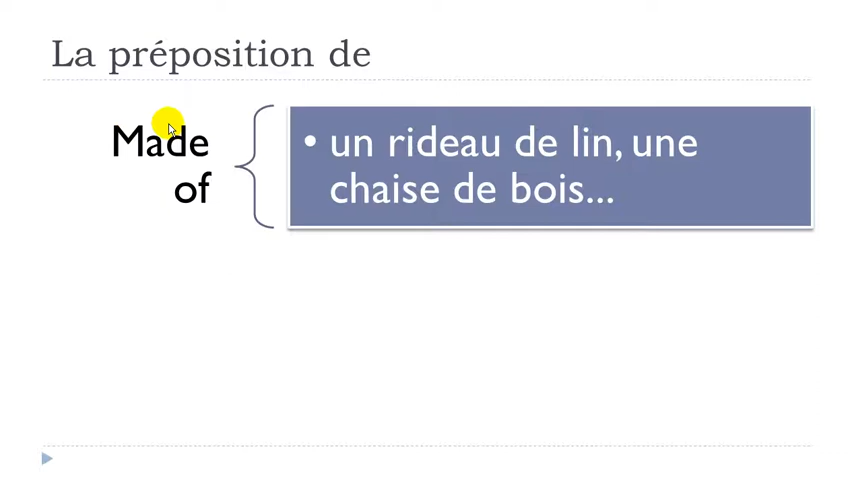 La préposition de
Made
of
• un rideau de lin, une
chaise de bois...